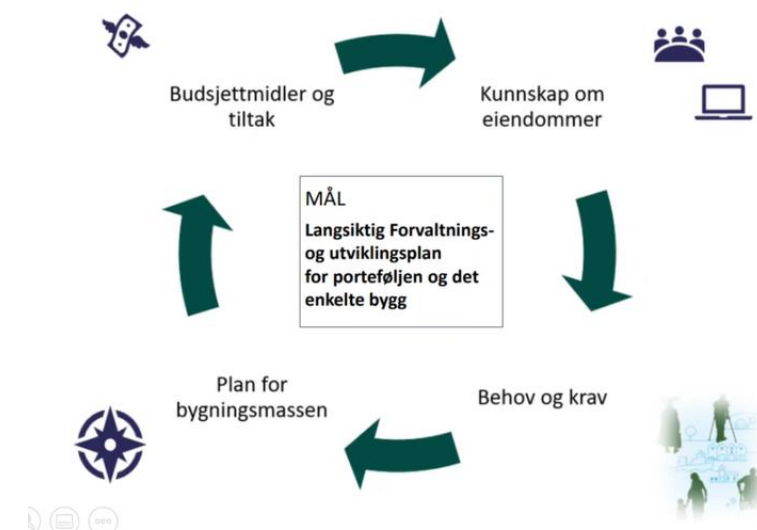 Budsjettmidler og
tiltak
Kunnskap om
eiendommer
MÅL
Langsiktig Forvaltnings-
og utviklingsplan
for porteføljen og det
enkelte bygg
Plan for
bygningsmassen
Behov og krav